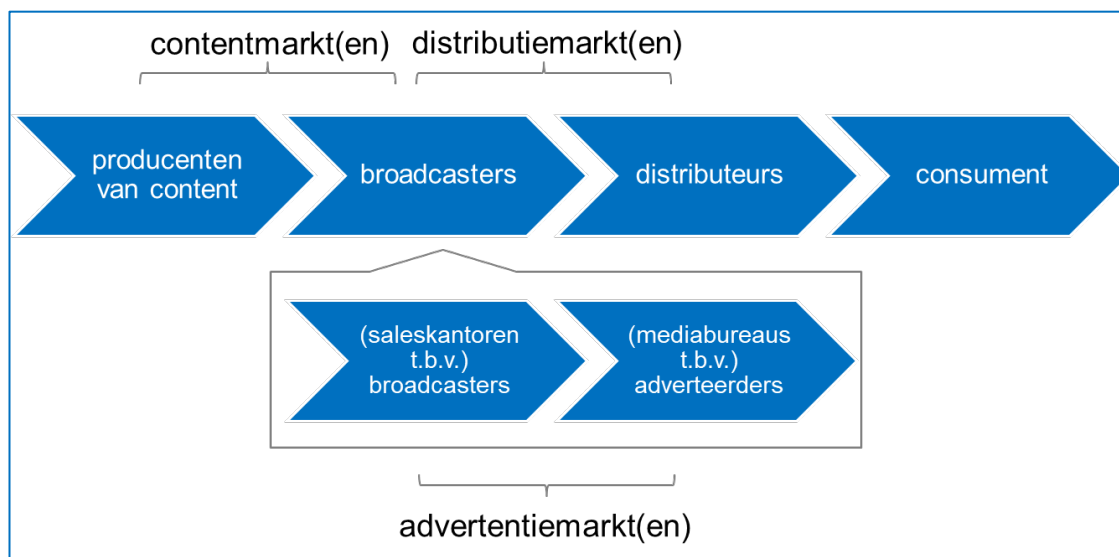 contentmarkt(en) distributiemarkt(en)
producenten
van content
broadcasters
distributeurs
consument
(saleskantoren
t.b.v.)
broadcasters
(mediabureaus
t.b.v.)
adverteerders
advertentiemarkt(en)